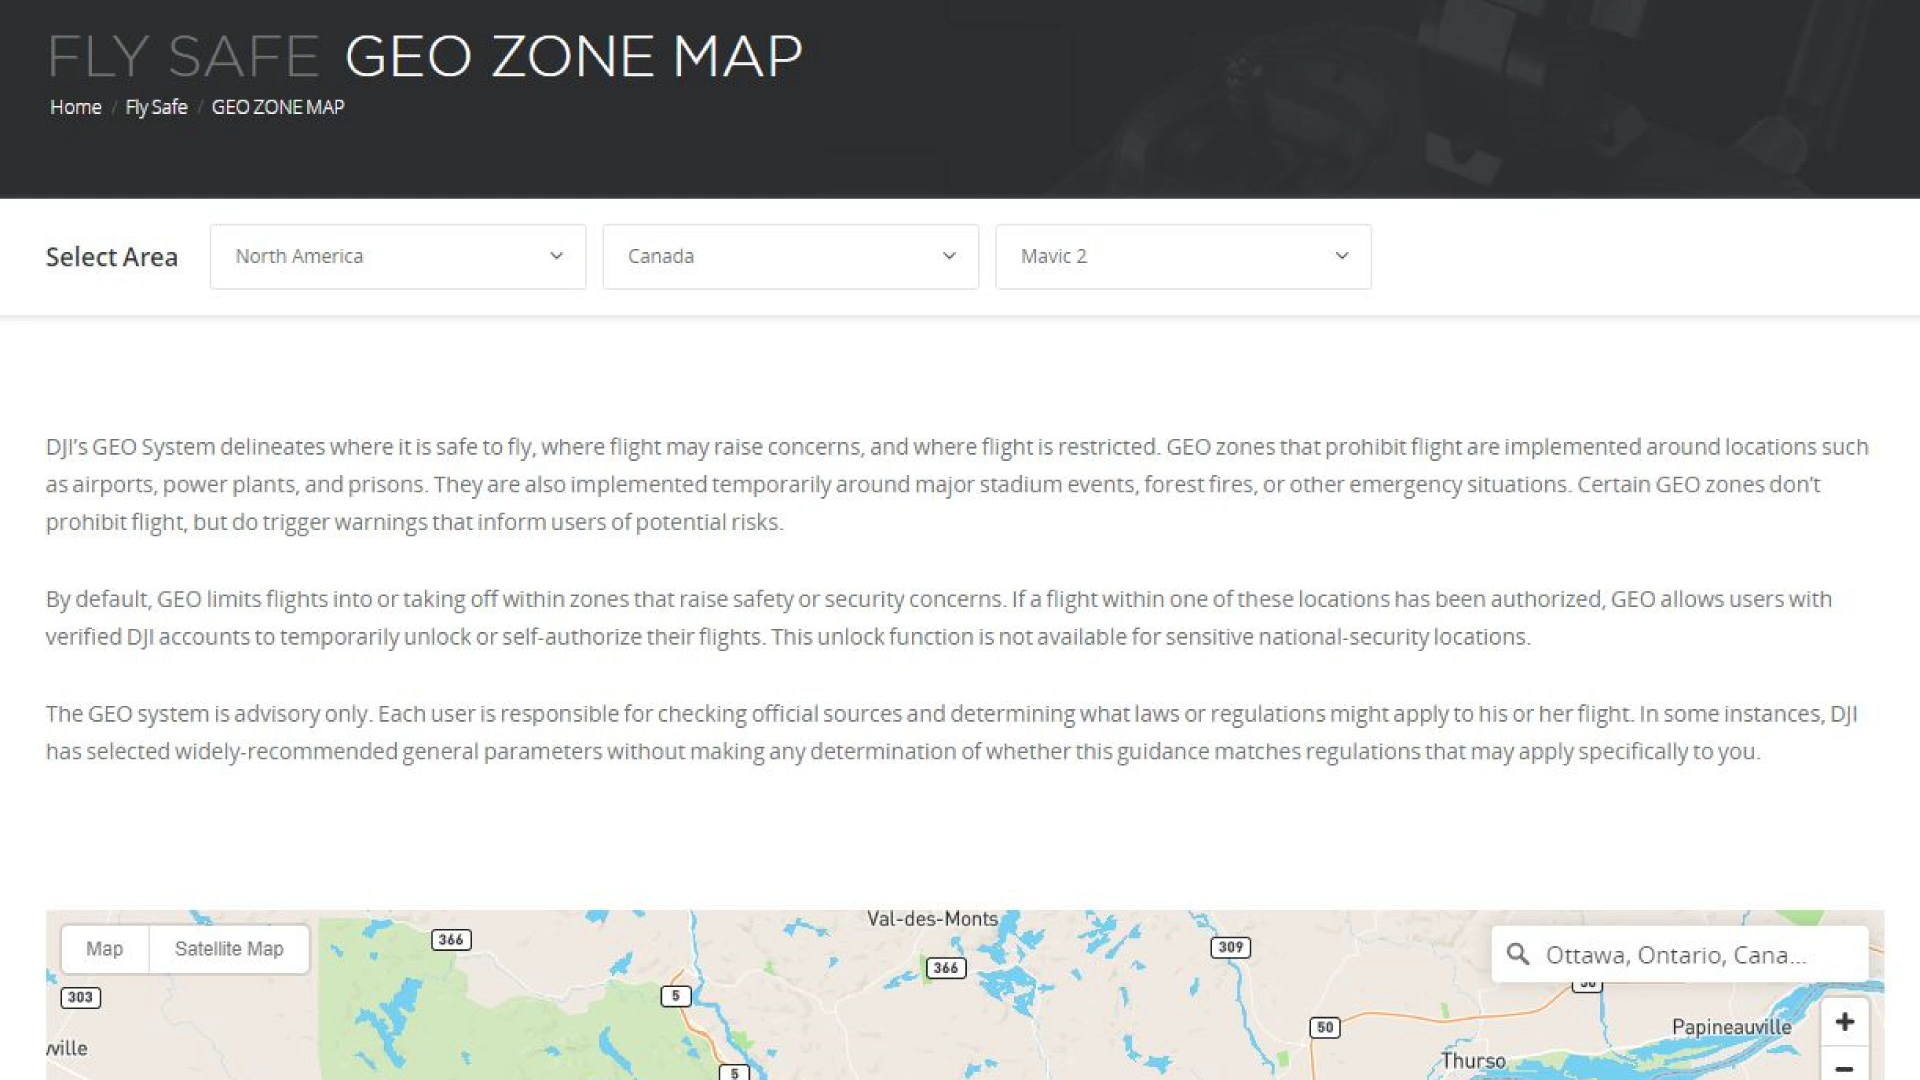 FLY SAFE GEO ZONE MAP
Home / Fly Safe / GEO ZONE MAP
Select Area
North America
Canada
Mavic 2
DJI's GEO System delineates where it is safe to fly, where flight may raise concerns, and where flight is restricted. GEO zones that prohibit flight are implemented around locations such
as airports, power plants, and prisons. They are also implemented temporarily around major stadium events, forest fires, or other emergency situations. Certain GEO zones don't
prohibit flight, but do trigger warnings that inform users of potential risks.
By default, GEO limits flights into or taking off within zones that raise safety or security concerns. If a flight within one of these locations has been authorized, GEO allows users with
verified DJI accounts to temporarily unlock or self-authorize their flights. This unlock function is not available for sensitive national-security locations.
The GEO system is advisory only. Each user is responsible for checking official sources and determining what laws or regulations might apply to his or her flight. In some instances, DJI
has selected widely-recommended general parameters without making any determination of whether this guidance matches regulations that may apply specifically to you.
Val-des-Monts
Map
Satellite Map
366
309
Ottawa, Ontario, Cana...
366
303
5
50
Papineauville
+
ville
Thurso
5
−